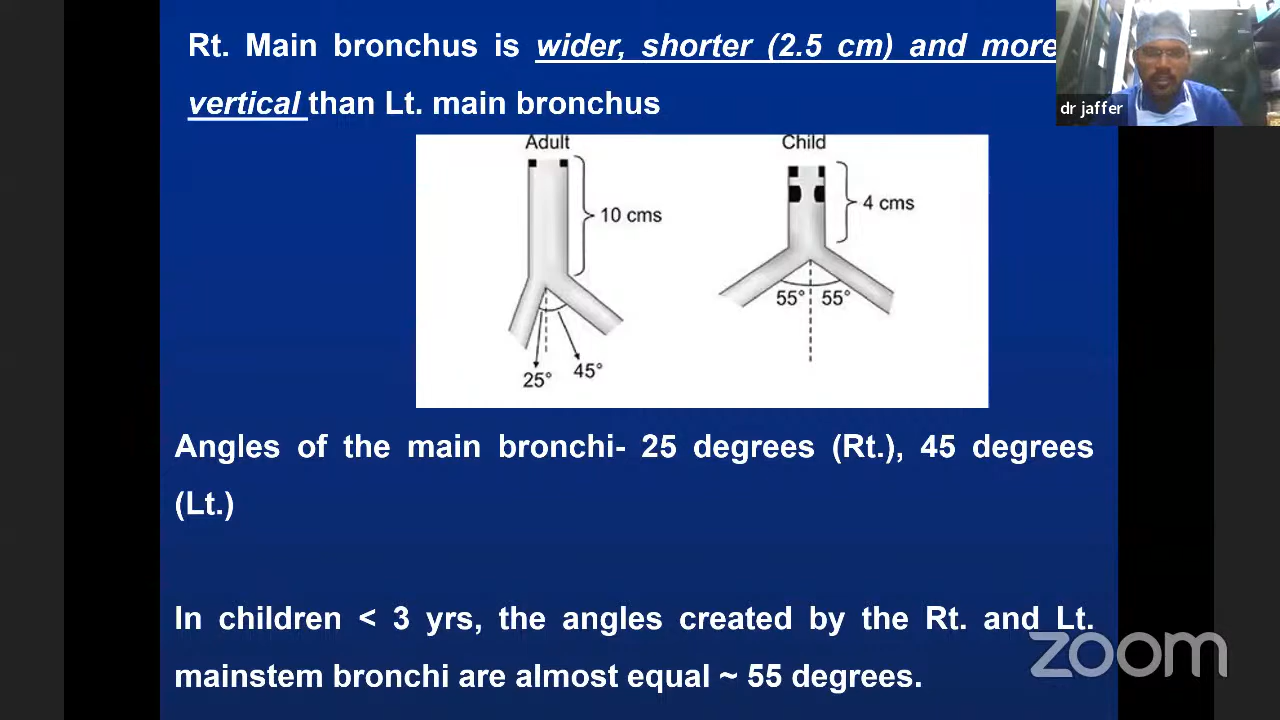 Rt. Main bronchus is wider, shorter (2.5 cm) and more
vertical than Lt. main bronchus
dr jaffer
Adult
Child
10 cms
4 cms
25°
45°
55°
55°
Angles of the main bronchi- 25 degrees (Rt.), 45 degrees
(Lt.)
In children < 3 yrs, the angles created by the Rt. and Lt.
mainstem bronchi are almost equal ~ 55 degrees.
zoom